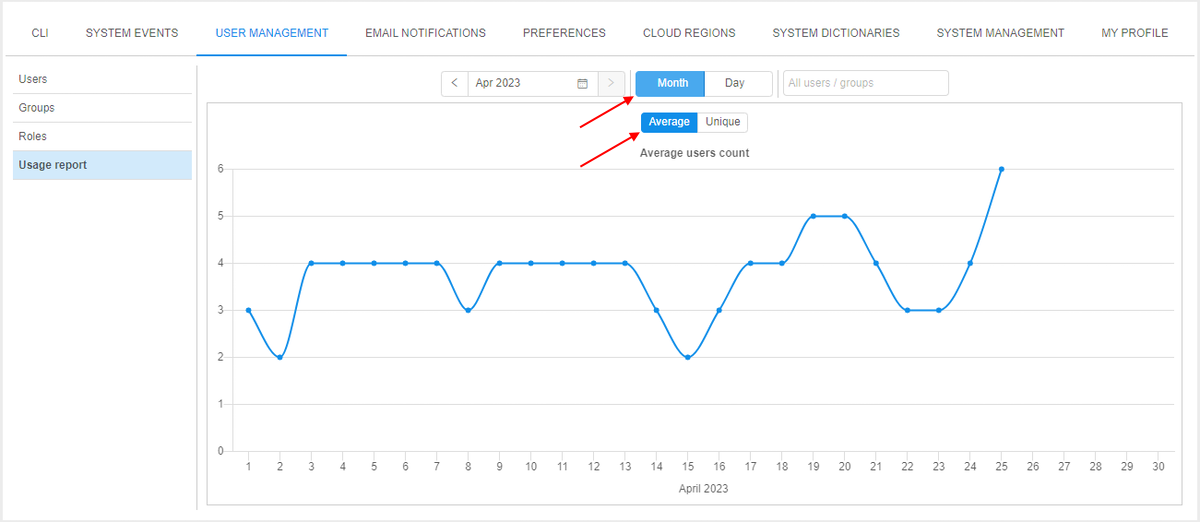 CLI SYSTEM EVENTS USER MANAGEMENT EMAIL NOTIFICATIONS PREFERENCES CLOUD REGIONS SYSTEM DICTIONARIES SYSTEM MANAGEMENT MY PROFILE
Users
Groups
Roles
Usage report
< Apr 2023 > Month Day All users / groups
Average Unique
Average users count
6
5
4
3
2
1
0
1 2 3 4 5 6 7 8 9 10 11 12 13 14 15 16 17 18 19 20 21 22 23 24 25 26 27 28 29 30
April 2023